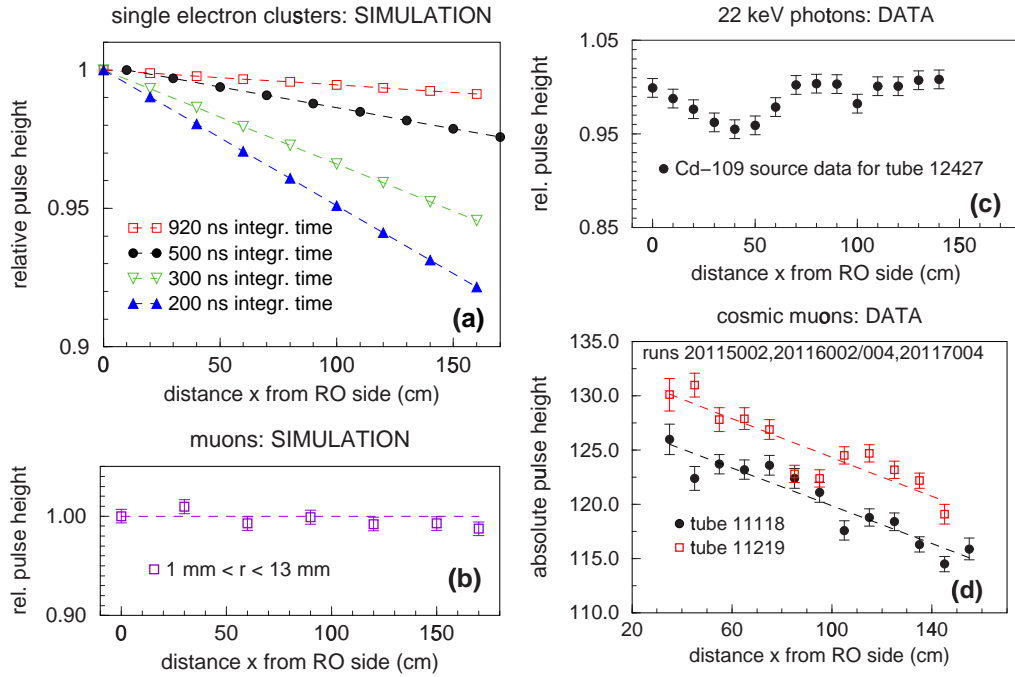 single electron clusters: SIMULATION
relative pulse height
1
0.95
0.9
920 ns integr. time
500 ns integr. time
300 ns integr. time
200 ns integr. time
(a)
0 50 100 150
distance x from RO side (cm)
muons: SIMULATION
rel. pulse height
1.00
0.90
1 mm < r < 13 mm
(b)
0 50 100 150
distance x from RO side (cm)
22 keV photons: DATA
rel. pulse height
1.05
0.95
0.85
Cd−109 source data for tube 12427
(c)
0 50 100 150
distance x from RO side (cm)
cosmic muons: DATA
runs 20115002,20116002/004,20117004
absolute pulse height
130.0
125.0
120.0
115.0
110.0
tube 11118
tube 11219
(d)
20 60 100 140
distance x from RO side (cm)